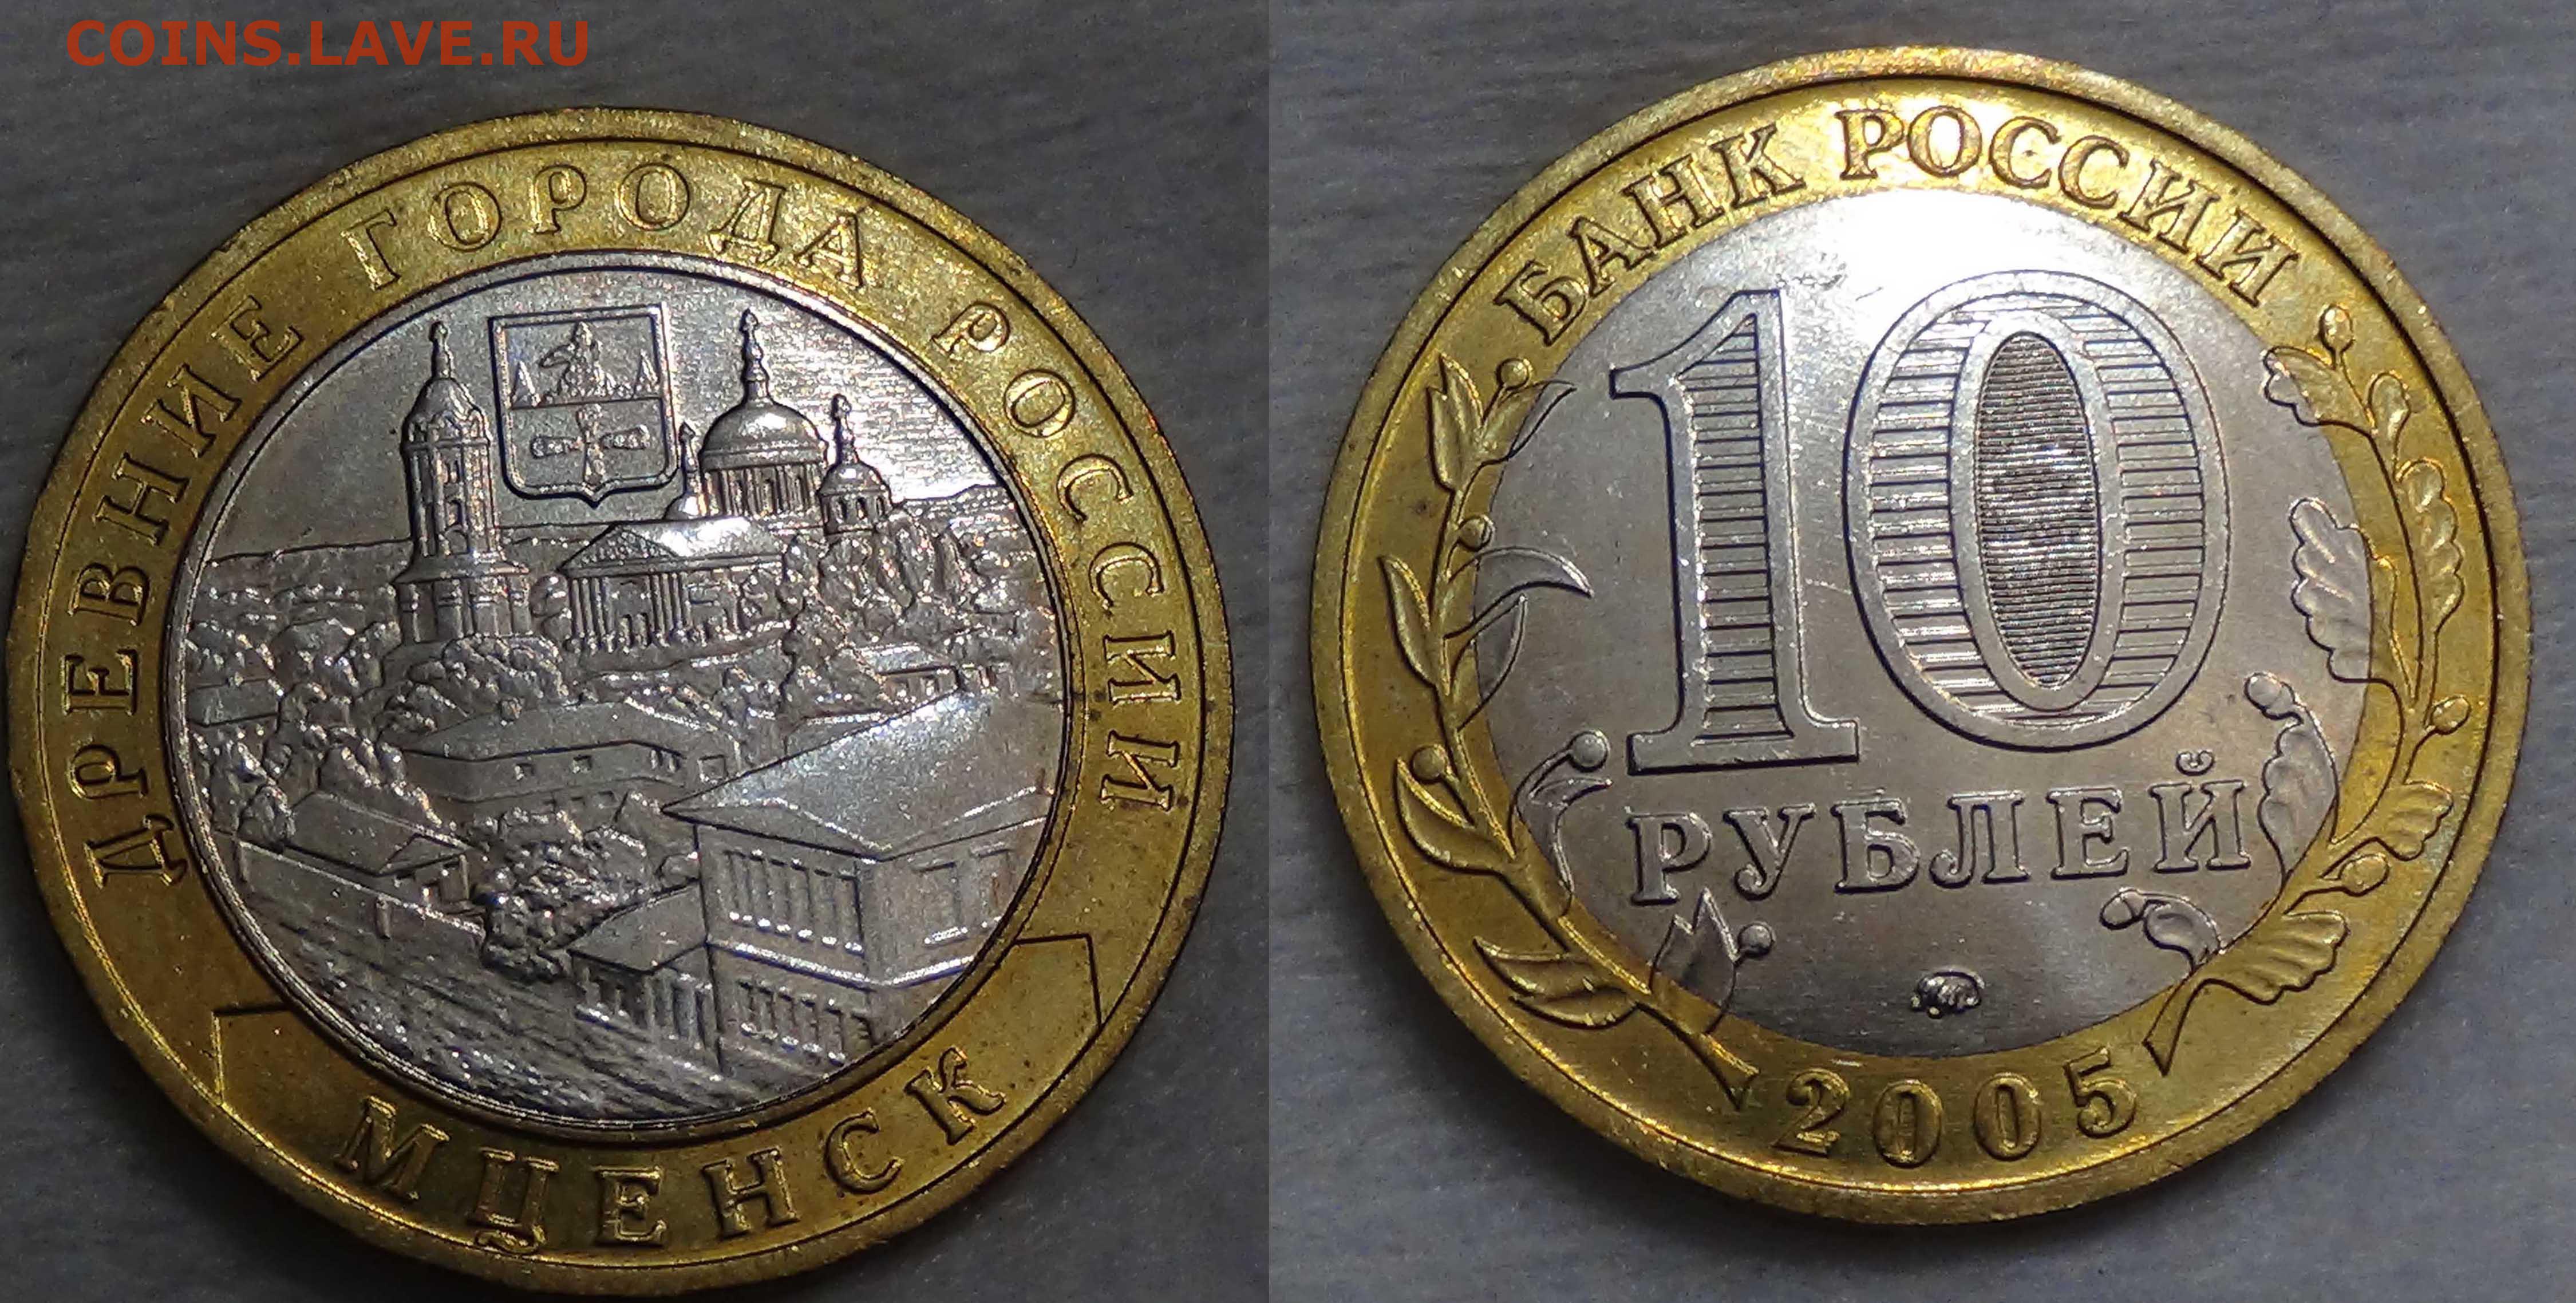 COINS.LAVE.RU
ДРЕВНИЕ ГОРОДА РОССИИ
МЦЕНСК
БАНК РОССИИ
10
РУБЛЕЙ
2005